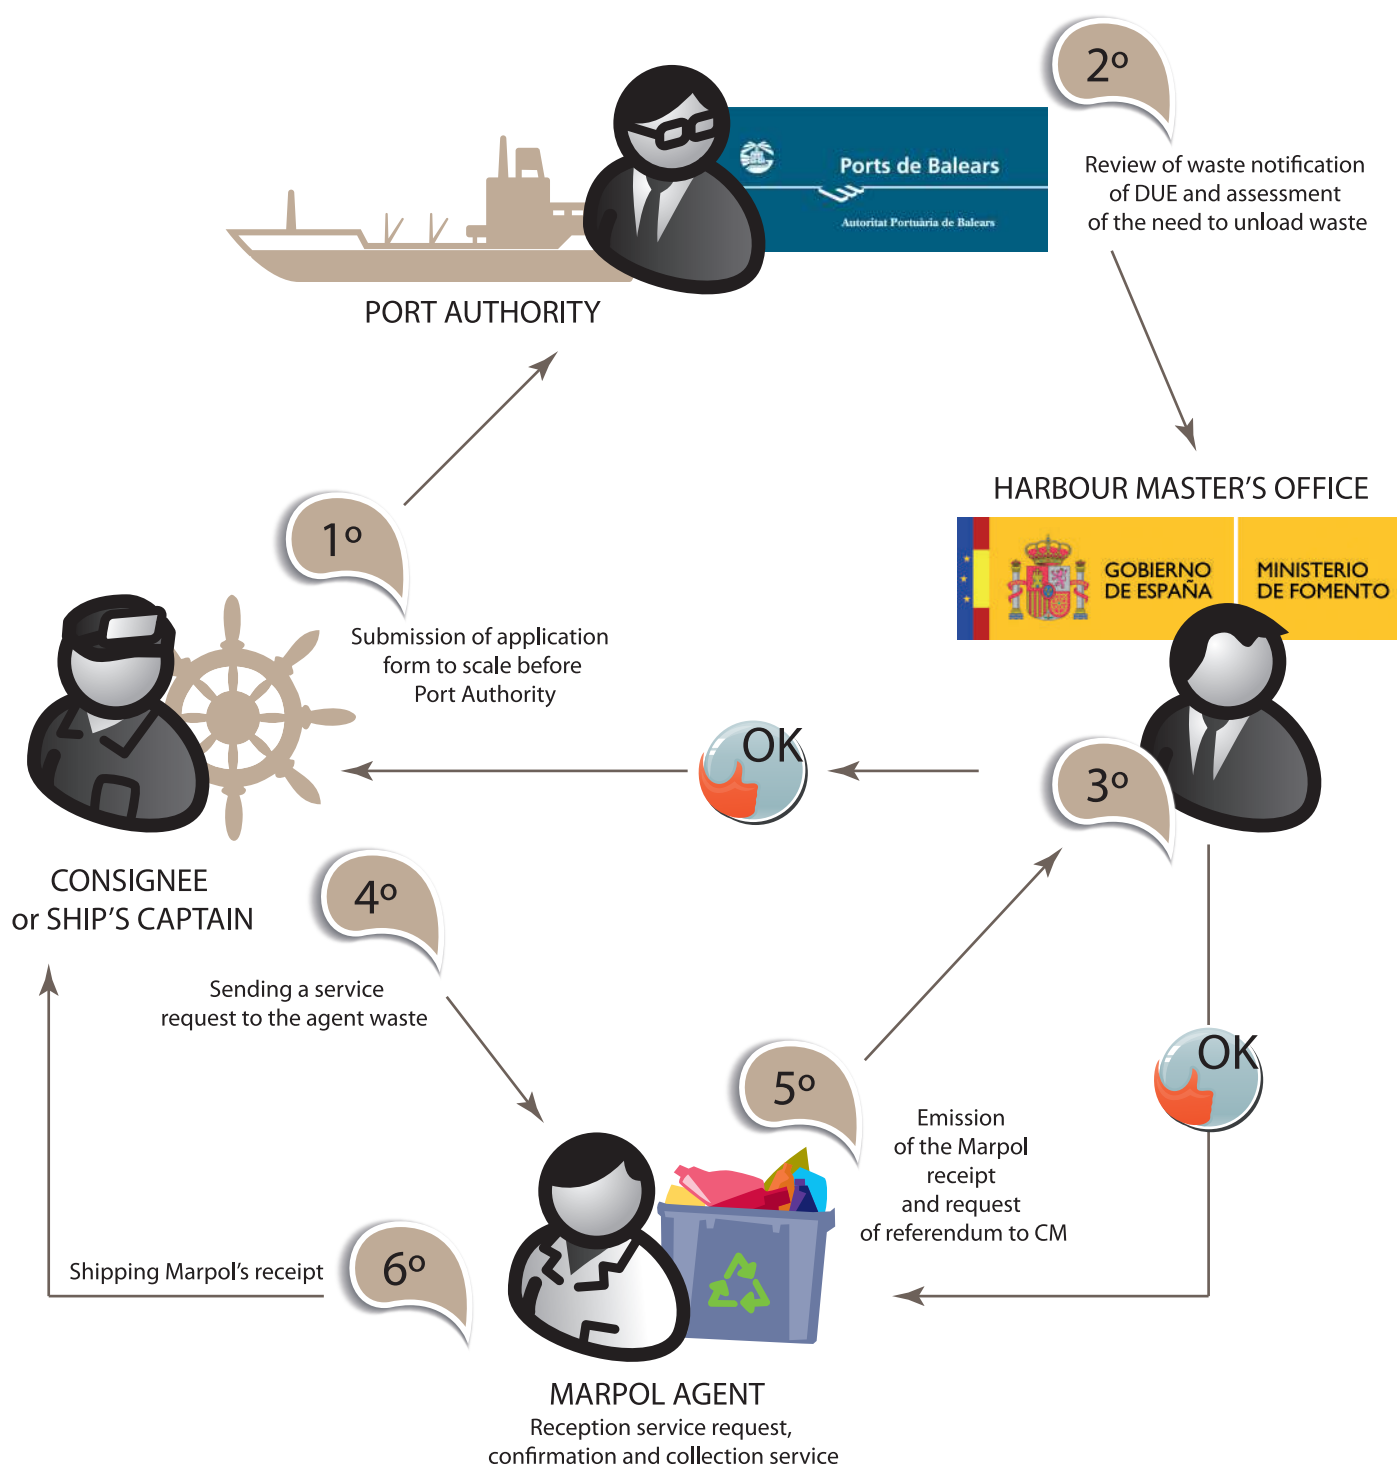 2º
Review of waste notification
of DUE and assessment
of the need to unload waste
Ports de Balears
Autoritat Portuària de Balears
PORT AUTHORITY
HARBOUR MASTER'S OFFICE
GOBIERNO
DE ESPAÑA
MINISTERIO
DE FOMENTO
1º
Submission of application
form to scale before
Port Authority
OK
3º
CONSIGNEE
or SHIP'S CAPTAIN
4º
Sending a service
request to the agent waste
OK
5º
Emission
of the Marpol
receipt
and request
of referendum to CM
6º
Shipping Marpol's receipt
MARPOL AGENT
Reception service request,
confirmation and collection service